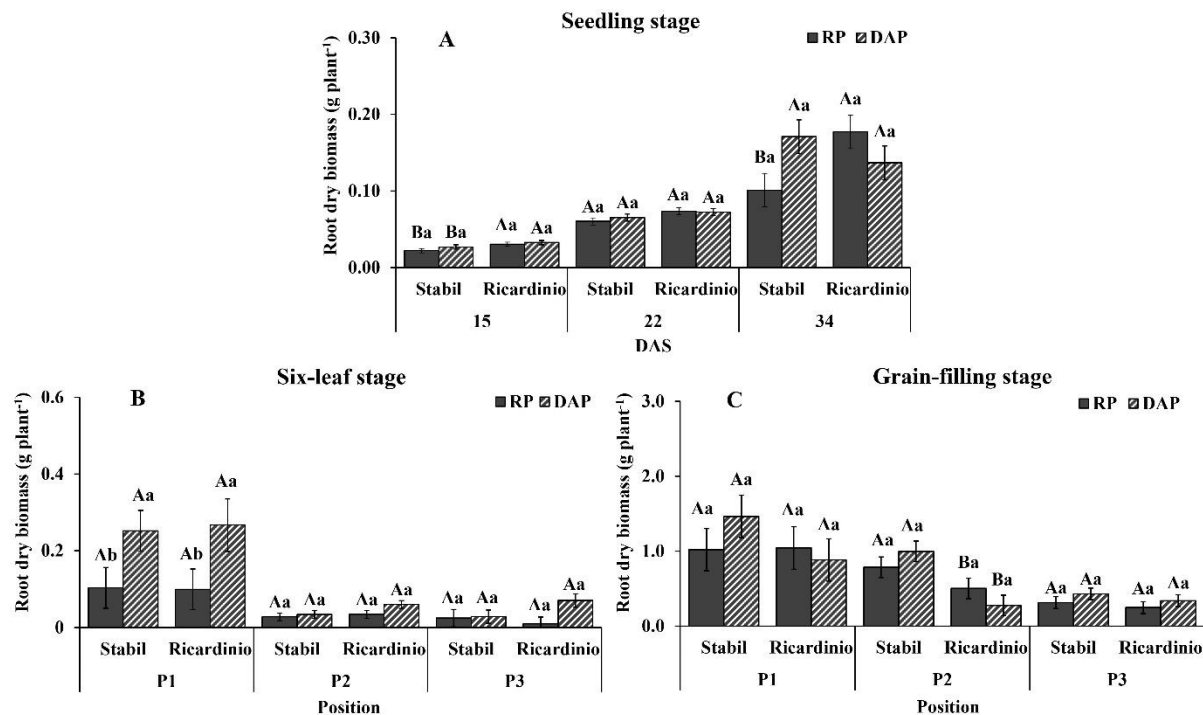 Seedling stage
A
RP DAP
Root dry biomass (g plant⁻¹)
0.30
0.20
0.10
0.00
Ba Ba Aa Aa Aa Aa Aa Aa Ba Aa Aa Aa
Stabil Ricardinio Stabil Ricardinio Stabil Ricardinio
15 22 34
DAS
Six-leaf stage
B
RP DAP
Root dry biomass (g plant⁻¹)
0.6
0.4
0.2
0
Ab Aa Ab Aa Aa Aa Aa Aa Aa Aa Aa Aa
Stabil Ricardinio Stabil Ricardinio Stabil Ricardinio
P1 P2 P3
Position
Grain-filling stage
C
RP DAP
Root dry biomass (g plant⁻¹)
3.0
2.0
1.0
0.0
Aa Aa Aa Aa Aa Aa Ba Ba Aa Aa Aa Aa
Stabil Ricardinio Stabil Ricardinio Stabil Ricardinio
P1 P2 P3
Position